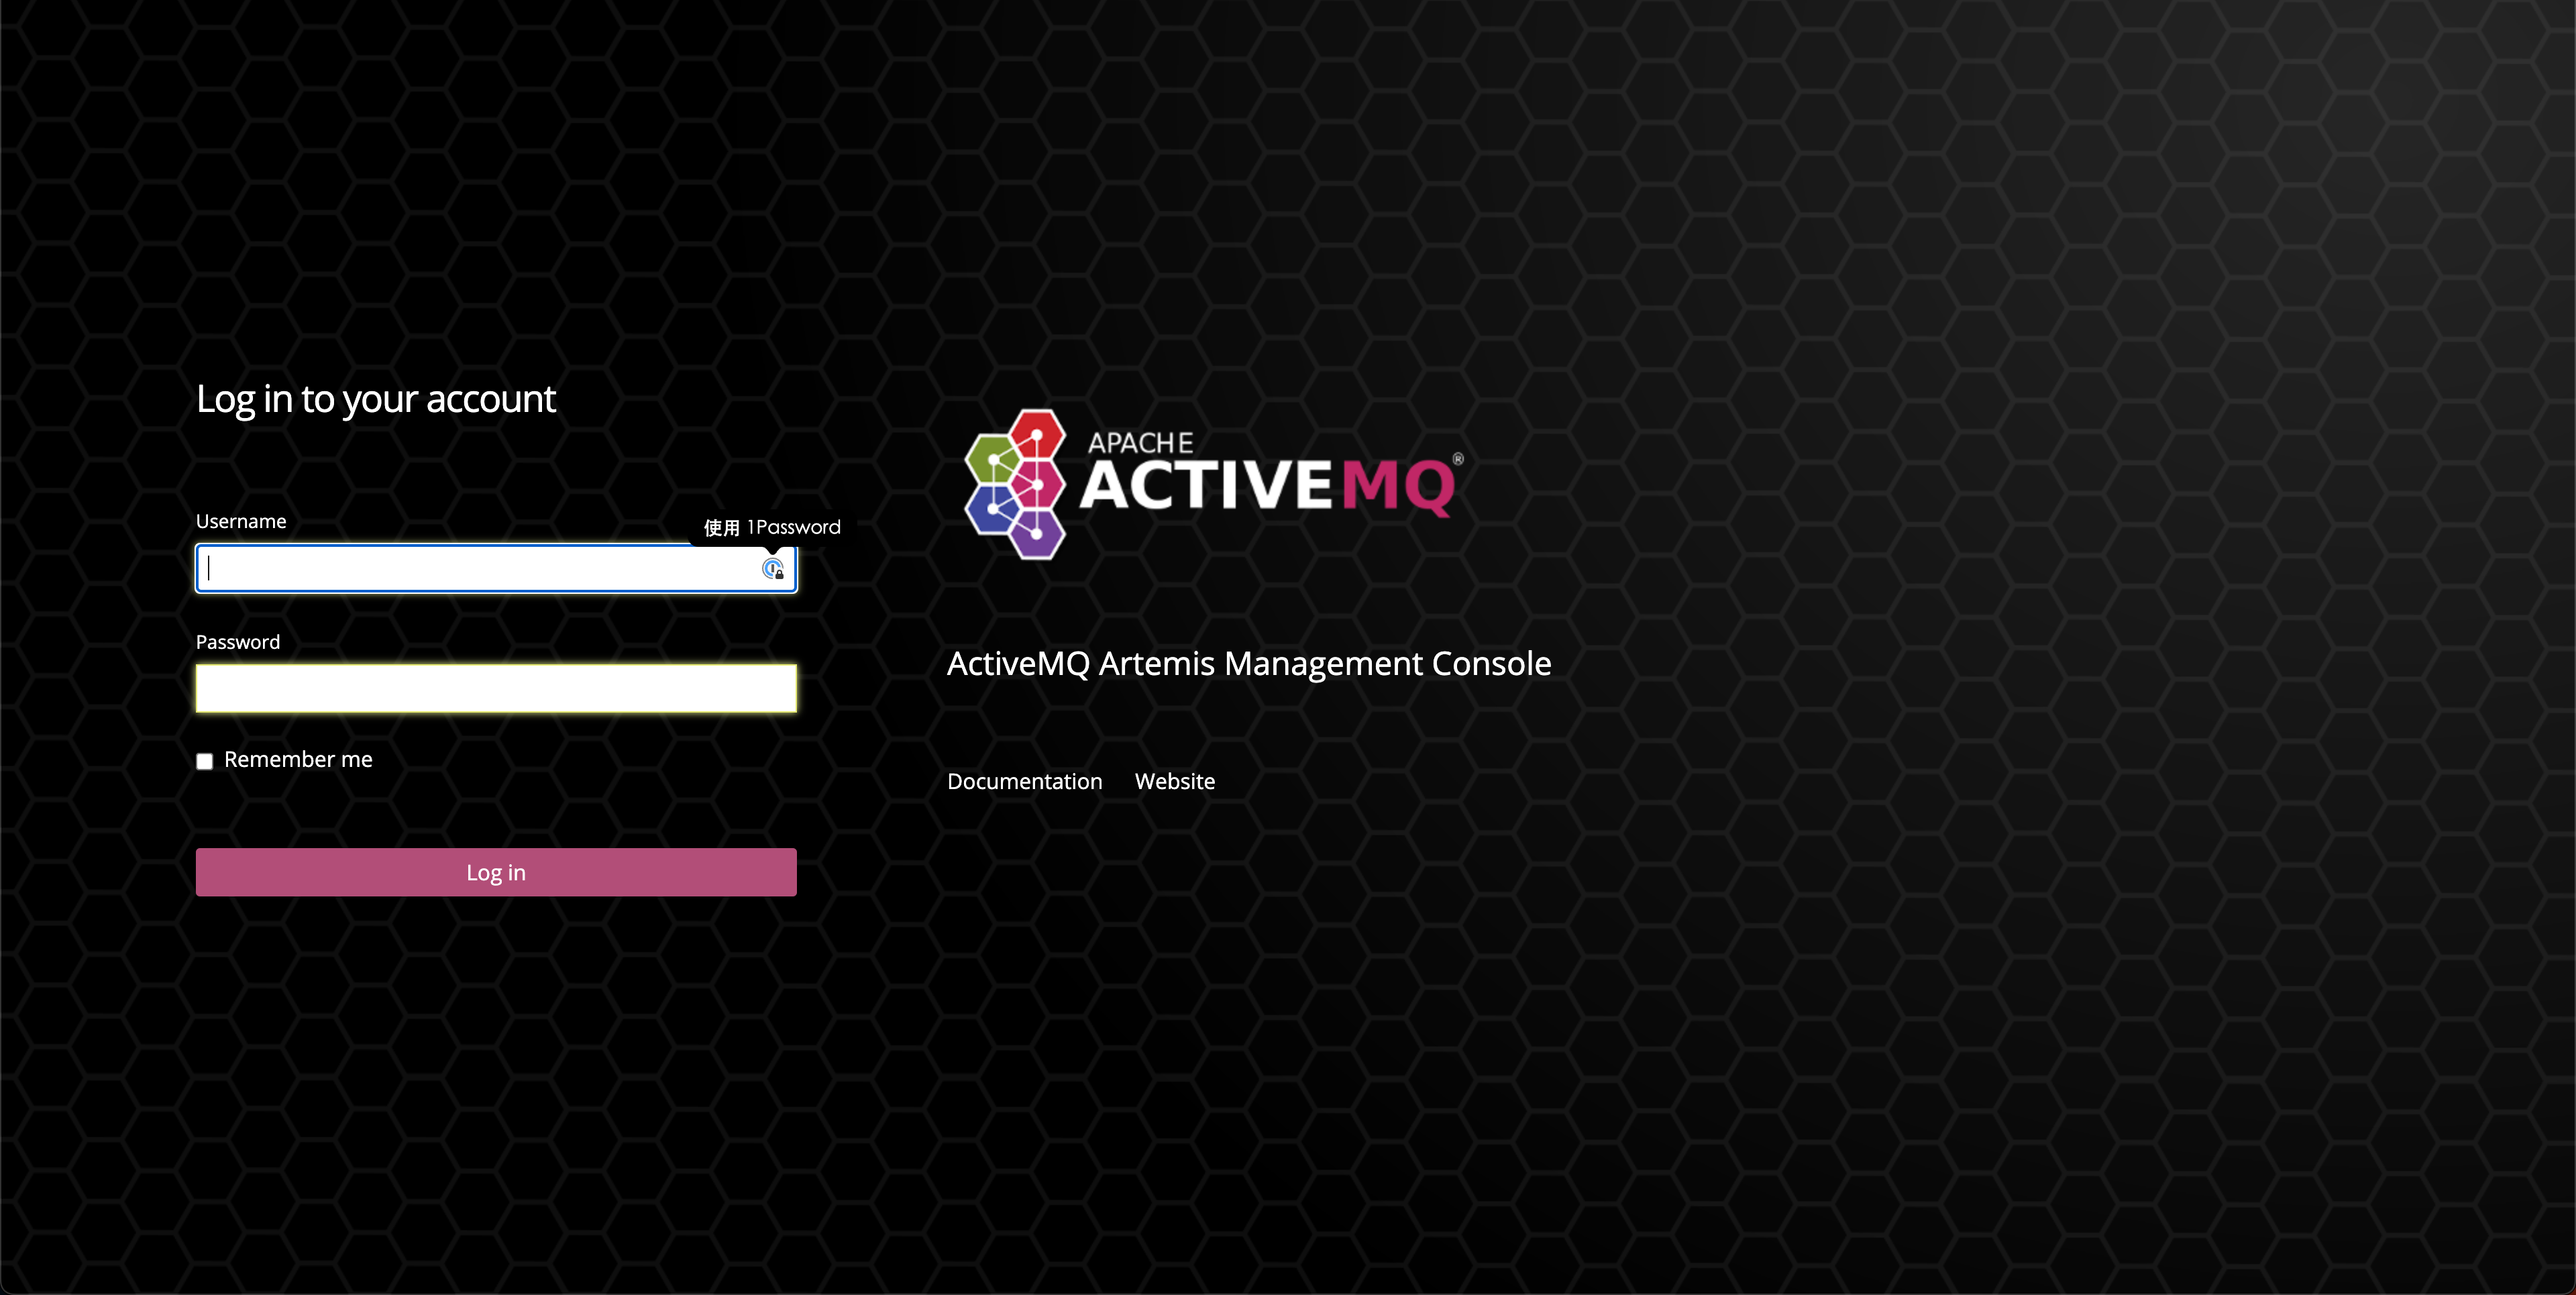 Log in to your account
Username
使用 1Password
Password
Remember me
Log in
APACHE
ACTIVEMQ®
ActiveMQ Artemis Management Console
Documentation Website